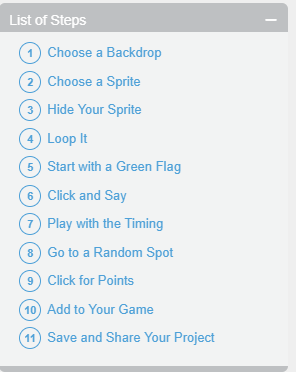 List of Steps
1 Choose a Backdrop
2 Choose a Sprite
3 Hide Your Sprite
4 Loop It
5 Start with a Green Flag
6 Click and Say
7 Play with the Timing
8 Go to a Random Spot
9 Click for Points
10 Add to Your Game
11 Save and Share Your Project